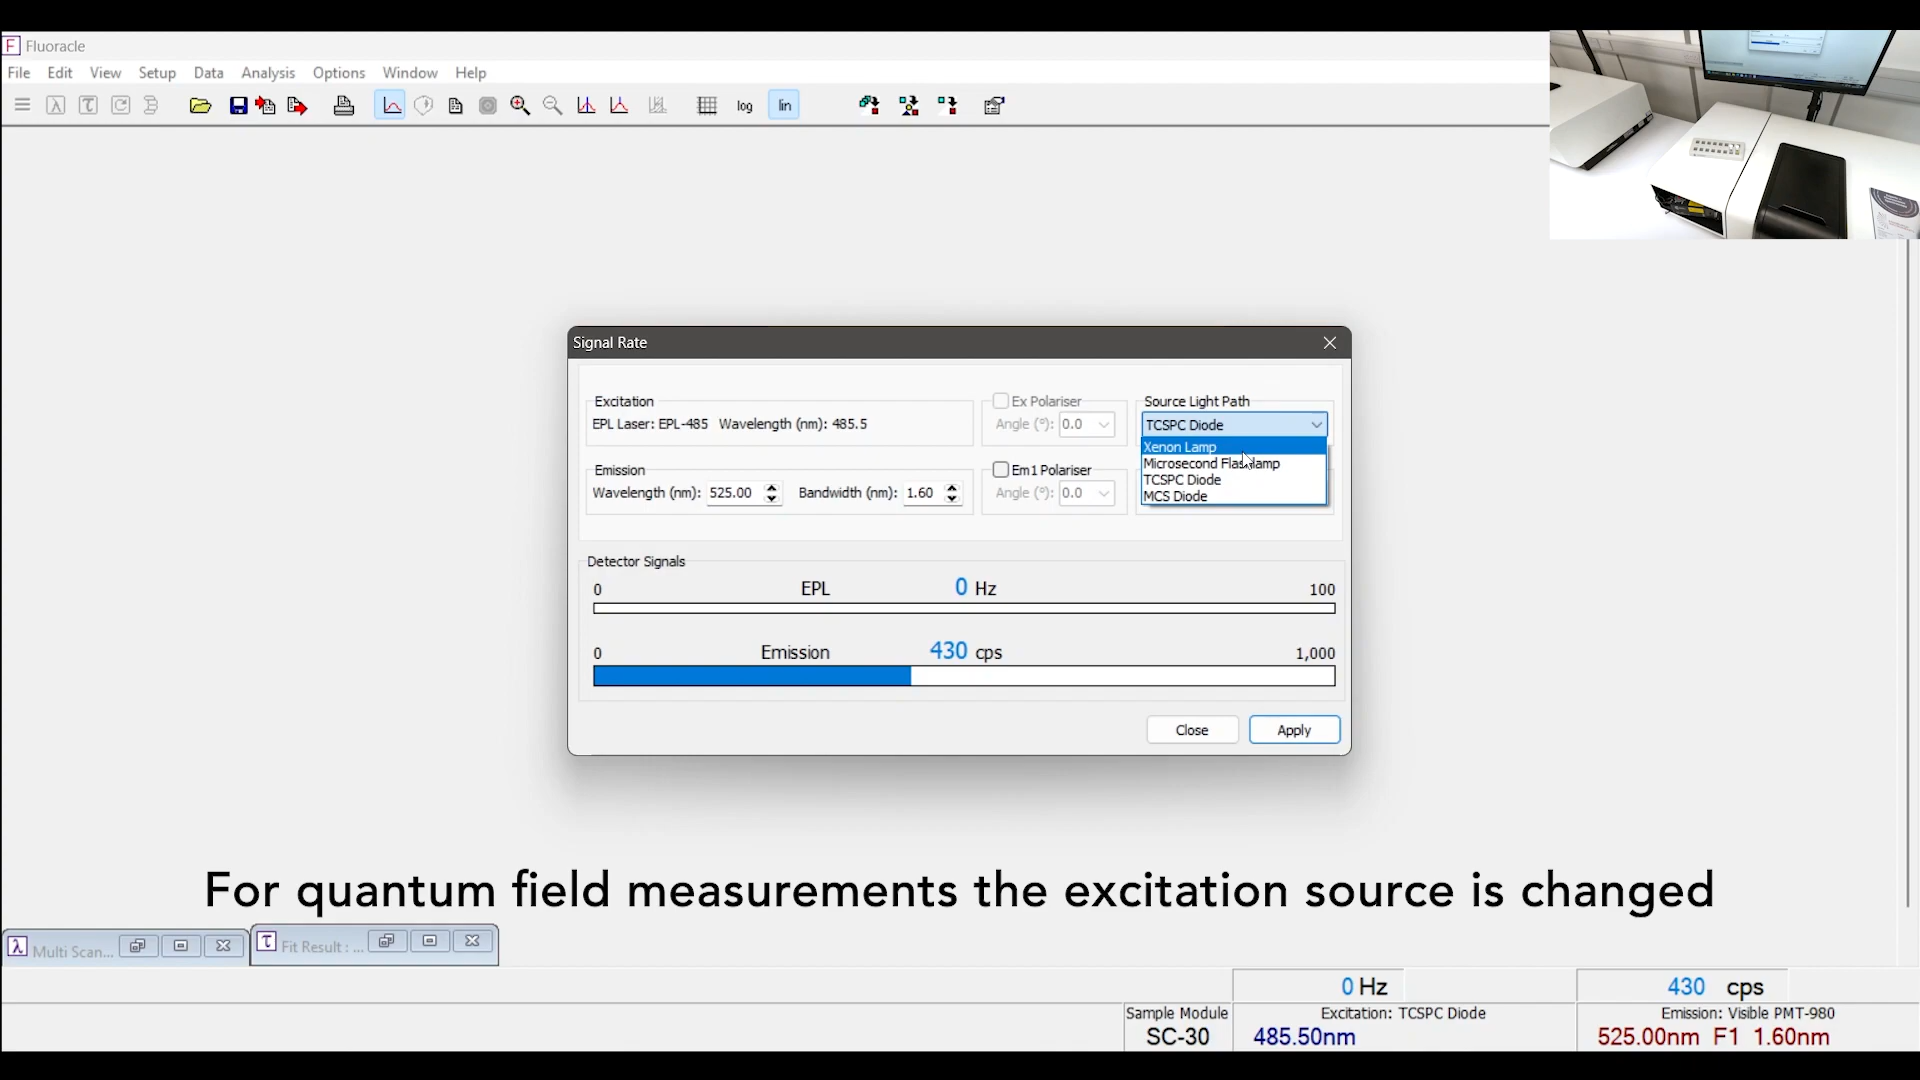 Fluoracle
File Edit View Setup Data Analysis Options Window Help
log lin
Signal Rate
Excitation
EPL Laser: EPL-485 Wavelength (nm): 485.5
Ex Polariser
Angle (°): 0.0
Source Light Path
TCSPC Diode
Xenon Lamp
Microsecond Flashlamp
TCSPC Diode
MCS Diode
Emission
Wavelength (nm): 525.00 Bandwidth (nm): 1.60
Em1 Polariser
Angle (°): 0.0
Detector Signals
0 EPL 0 Hz 100
0 Emission 430 cps 1,000
Close Apply
For quantum field measurements the excitation source is changed
λ Multi Scan... τ Fit Result : ...
0 Hz 430 cps
Sample Module Excitation: TCSPC Diode Emission: Visible PMT-980
SC-30 485.50nm 525.00nm F1 1.60nm